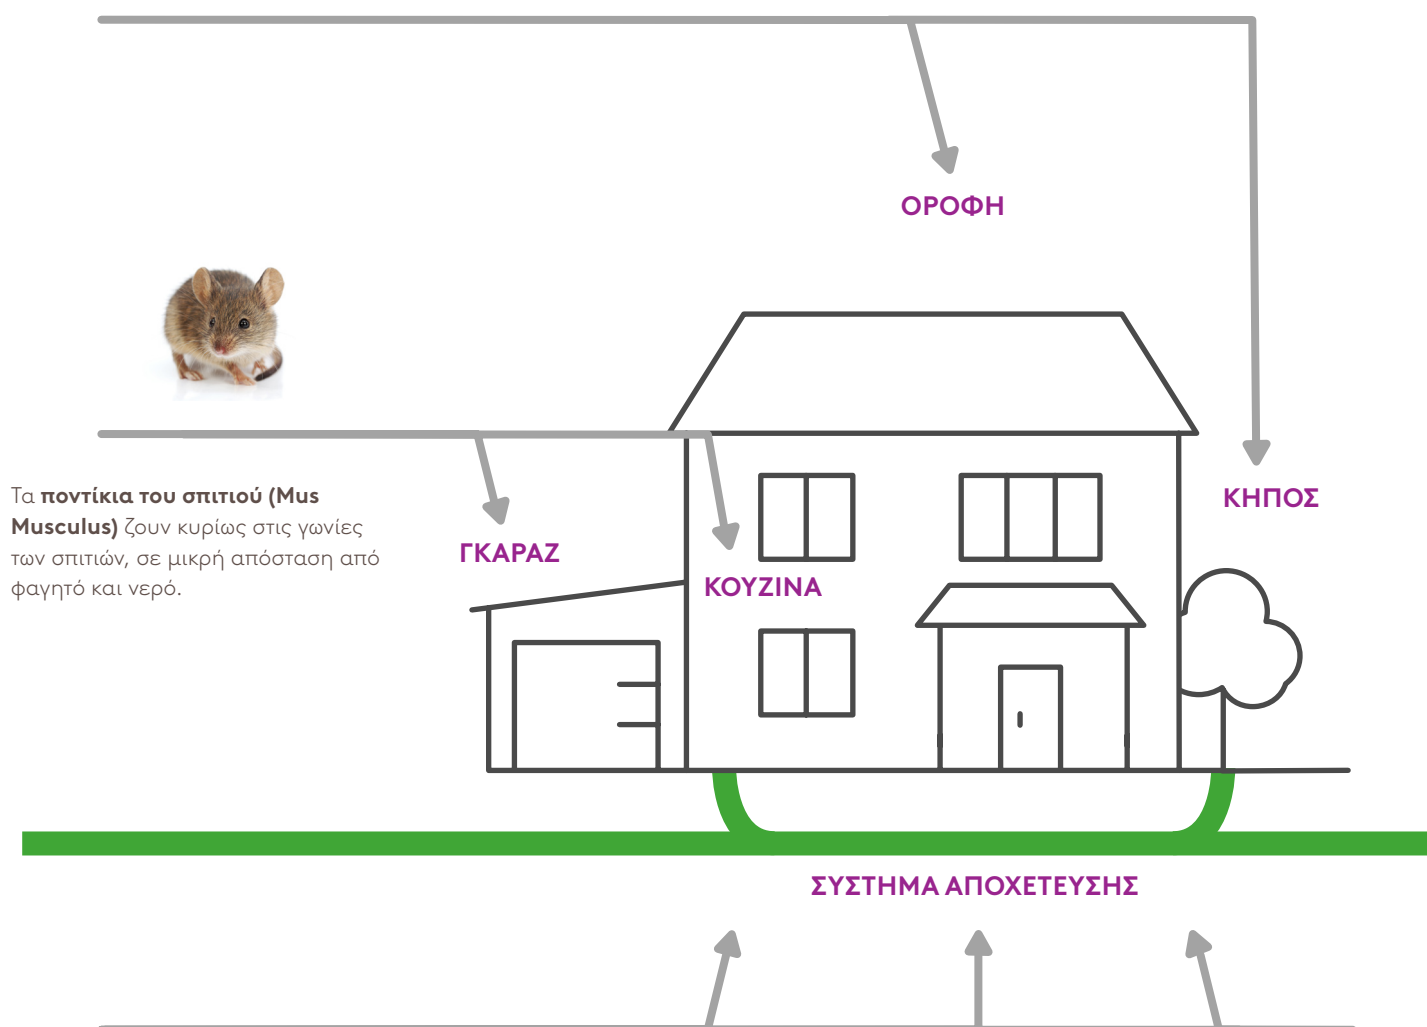 ΟΡΟΦΗ
Τα ποντίκια του σπιτιού (Mus
Musculus) ζουν κυρίως στις γωνίες
των σπιτιών, σε μικρή απόσταση από
φαγητό και νερό.
ΚΗΠΟΣ
ΓΚΑΡΑΖ
ΚΟΥΖΙΝΑ
ΣΥΣΤΗΜΑ ΑΠΟΧΕΤΕΥΣΗΣ